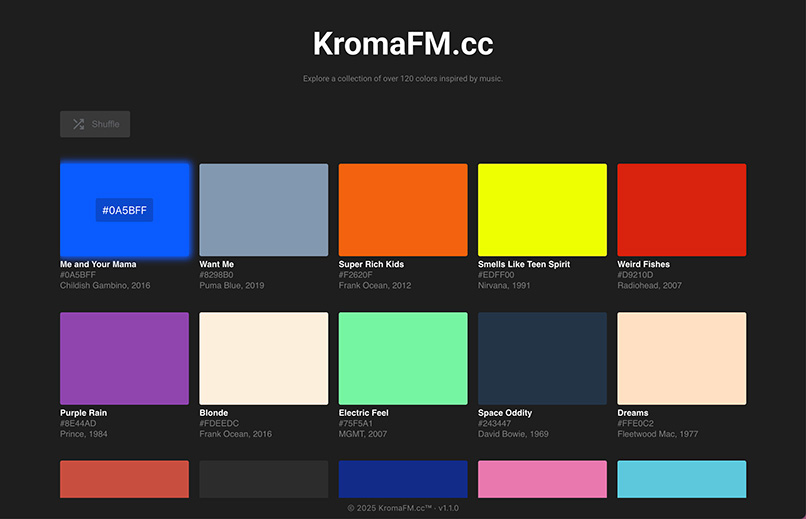 KromaFM.cc
Explore a collection of over 120 colors inspired by music.
Shuffle
#0A5BFF
Me and Your Mama
#0A5BFF
Childish Gambino, 2016
Want Me
#8298B0
Puma Blue, 2019
Super Rich Kids
#F2620F
Frank Ocean, 2012
Smells Like Teen Spirit
#EDFF00
Nirvana, 1991
Weird Fishes
#D9210D
Radiohead, 2007
Purple Rain
#8E44AD
Prince, 1984
Blonde
#FDEEDC
Frank Ocean, 2016
Electric Feel
#75F5A1
MGMT, 2007
Space Oddity
#243447
David Bowie, 1969
Dreams
#FFE0C2
Fleetwood Mac, 1977
© 2025 KromaFM.cc™ · v1.1.0